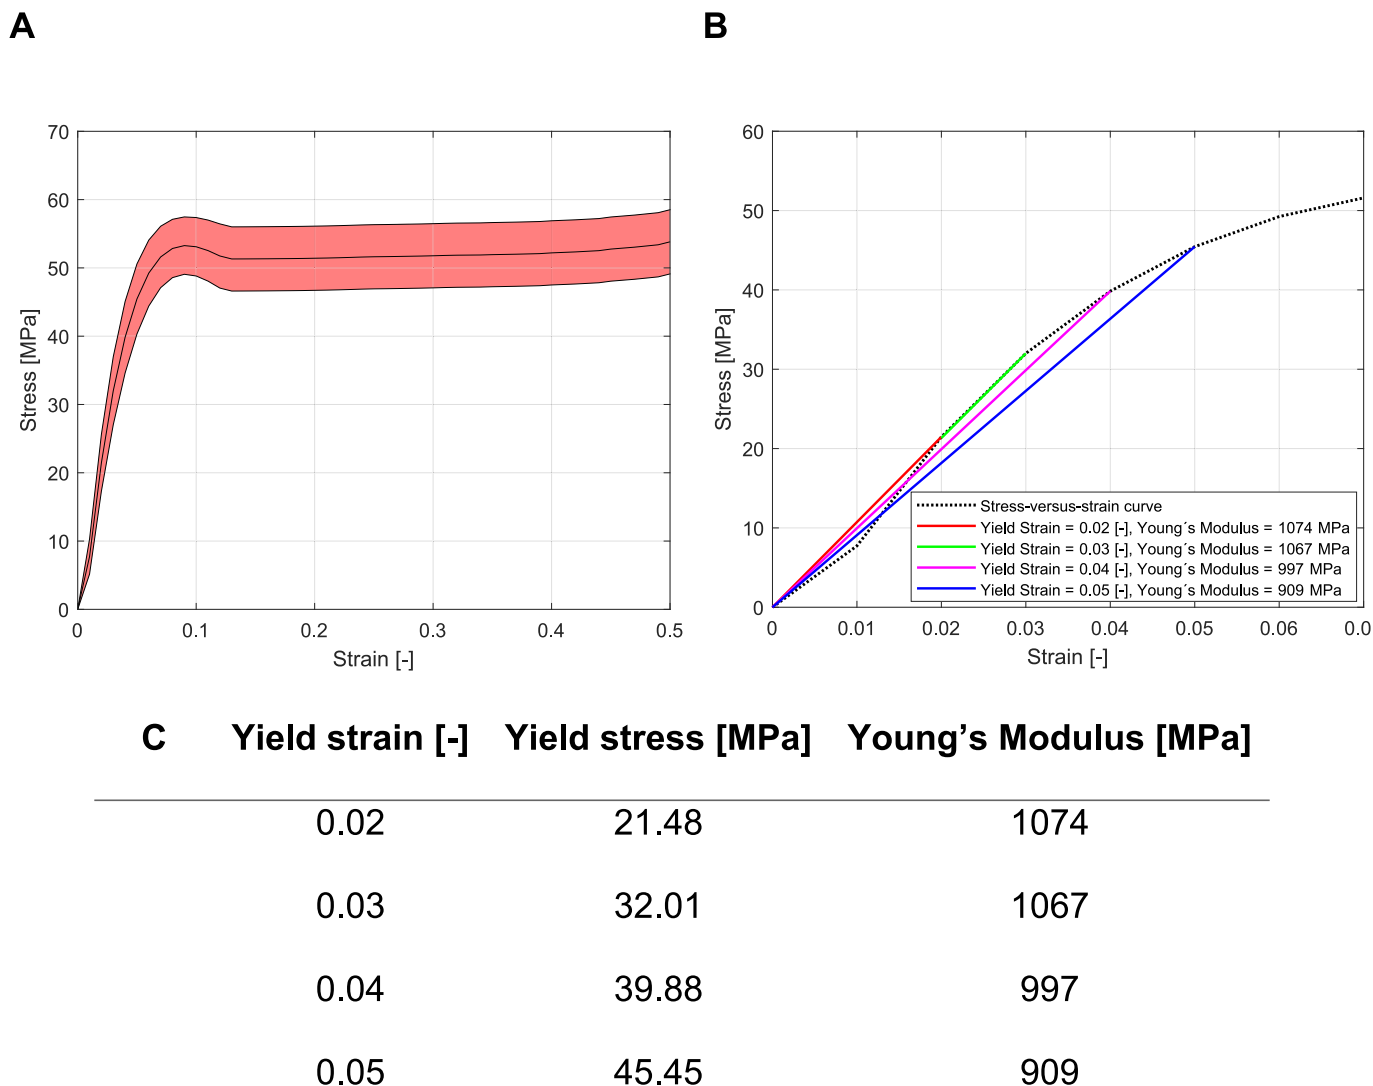 A
B
70
60
50
40
30
20
10
0
Stress [MPa]
0 0.1 0.2 0.3 0.4 0.5
Strain [-]
60
50
40
30
20
10
0
Stress [MPa]
Stress-versus-strain curve
Yield Strain = 0.02 [-], Young´s Modulus = 1074 MPa
Yield Strain = 0.03 [-], Young´s Modulus = 1067 MPa
Yield Strain = 0.04 [-], Young´s Modulus = 997 MPa
Yield Strain = 0.05 [-], Young´s Modulus = 909 MPa
0 0.01 0.02 0.03 0.04 0.05 0.06 0.0
Strain [-]
C Yield strain [-] Yield stress [MPa] Young’s Modulus [MPa]
0.02 21.48 1074
0.03 32.01 1067
0.04 39.88 997
0.05 45.45 909